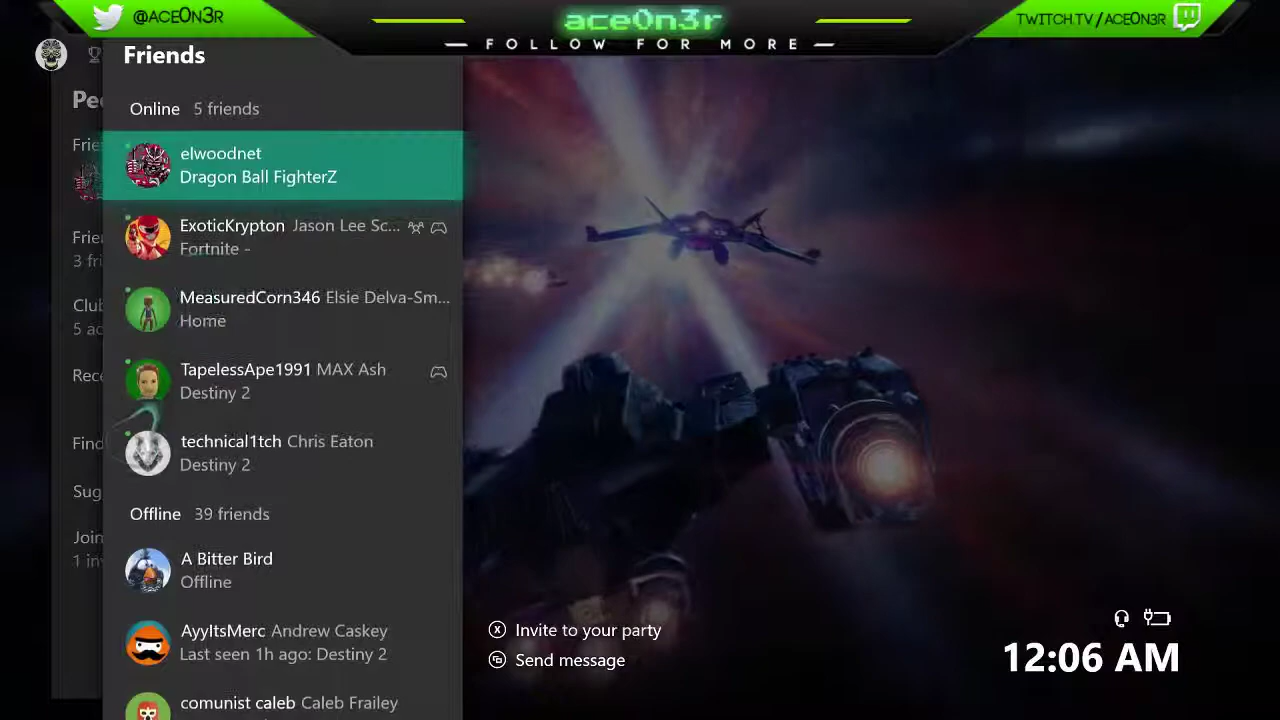 @ACE0N3R
ace0n3r
FOLLOW FOR MORE
TWITCH.TV/ACE0N3R
Friends
Online 5 friends
elwoodnet
Dragon Ball FighterZ
ExoticKrypton Jason Lee Sc...
Fortnite -
MeasuredCorn346 Elsie Delva-Sm...
Home
TapelessApe1991 MAX Ash
Destiny 2
technical1tch Chris Eaton
Destiny 2
Offline 39 friends
A Bitter Bird
Offline
AyyItsMerc Andrew Caskey
Last seen 1h ago: Destiny 2
comunist caleb Caleb Frailey
X Invite to your party
Send message
12:06 AM